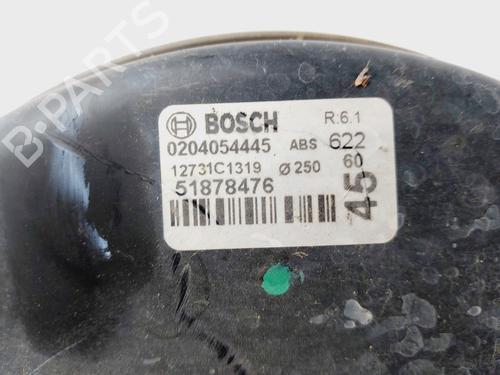 B-PARTS
BOSCH R:6.1
0204054445 ABS 622
12731C1319 Ø 250 60
51878476
45